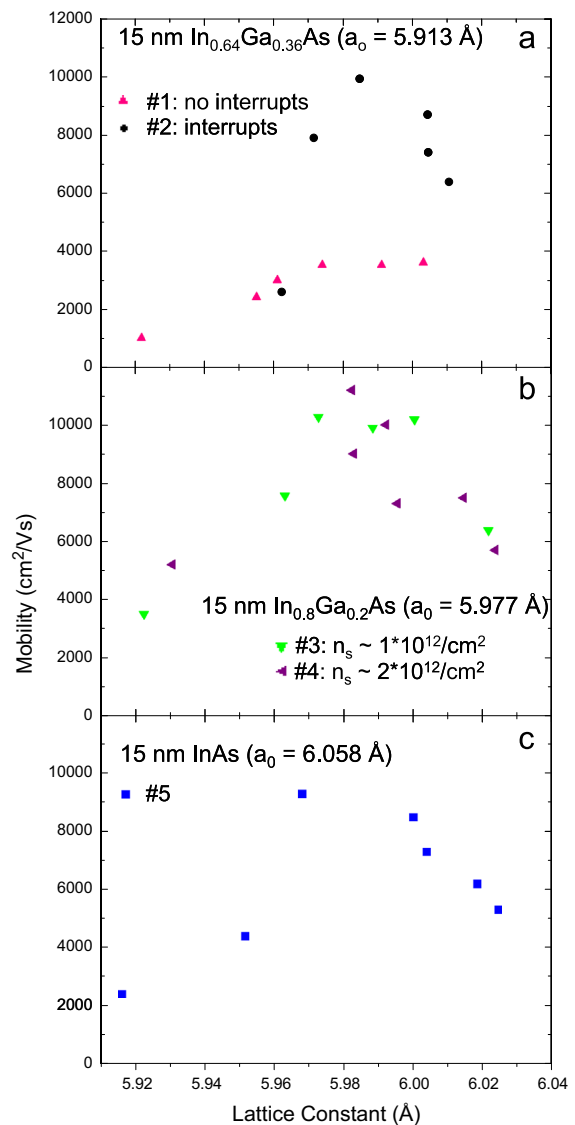 12000
15 nm In0.64Ga0.36As (ao = 5.913 Å)
a
10000
#1: no interrupts
#2: interrupts
8000
6000
4000
2000
0
b
10000
8000
6000
15 nm In0.8Ga0.2As (a0 = 5.977 Å)
4000
#3: ns ~ 1*10^12/cm^2
#4: ns ~ 2*10^12/cm^2
2000
0
Mobility (cm^2/Vs)
15 nm InAs (a0 = 6.058 Å)
c
10000
#5
8000
6000
4000
2000
0
5.92 5.94 5.96 5.98 6.00 6.02 6.04
Lattice Constant (Å)